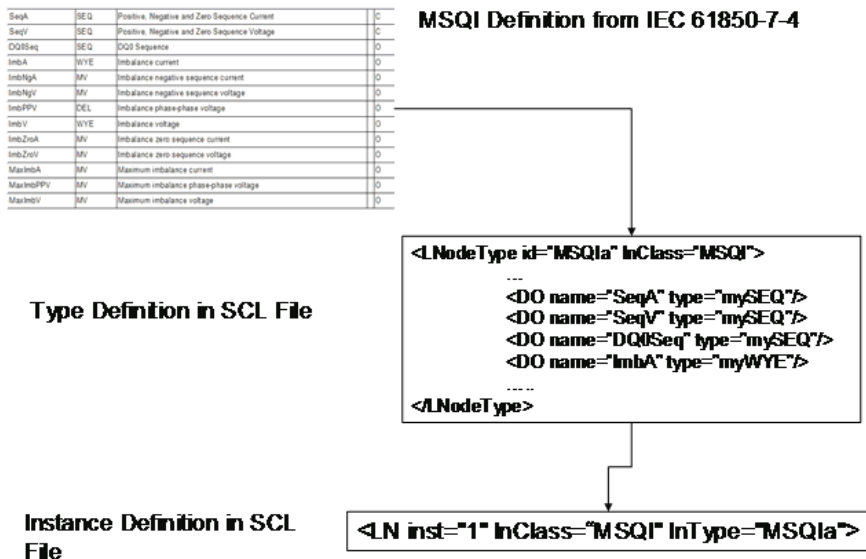 SeqA SEQ Positive, Negative and Zero Sequence Current C
SeqV SEQ Positive, Negative and Zero Sequence Voltage C
DQ0Seq SEQ DQ0 Sequence O
ImbA WYE Imbalance current O
ImbNgA MV Imbalance negative sequence current O
ImbNgV MV Imbalance negative sequence voltage O
ImbPPV DEL Imbalance phase-phase voltage O
ImbV WYE Imbalance voltage O
ImbZroA MV Imbalance zero sequence current O
ImbZroV MV Imbalance zero sequence voltage O
MaxImbA MV Maximum imbalance current O
MaxImbPPV MV Maximum imbalance phase-phase voltage O
MaxImbV MV Maximum imbalance voltage O
MSQI Definition from IEC 61850-7-4
Type Definition in SCL File
<LNodeType id="MSQIa" lnClass="MSQI">
...
<DO name="SeqA" type="mySEQ"/>
<DO name="SeqV" type="mySEQ"/>
<DO name="DQ0Seq" type="mySEQ"/>
<DO name="ImbA" type="myWYE"/>
.....
</LNodeType>
Instance Definition in SCL
File
<LN inst="1" lnClass="MSQI" lnType="MSQIa">